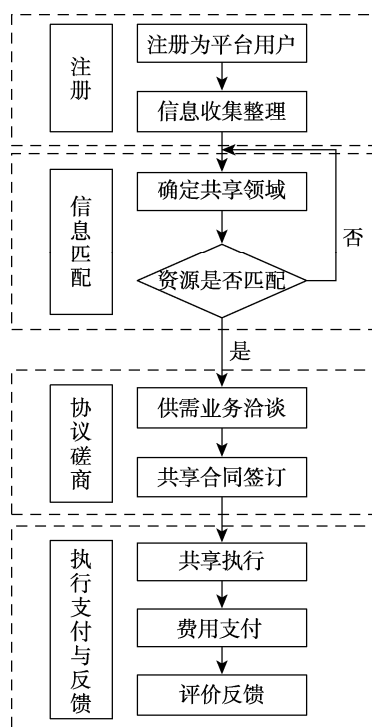 注册
注册为平台用户
信息收集整理
信息匹配
确定共享领域
资源是否匹配
否
是
协议磋商
供需业务洽谈
共享合同签订
执行支付与反馈
共享执行
费用支付
评价反馈